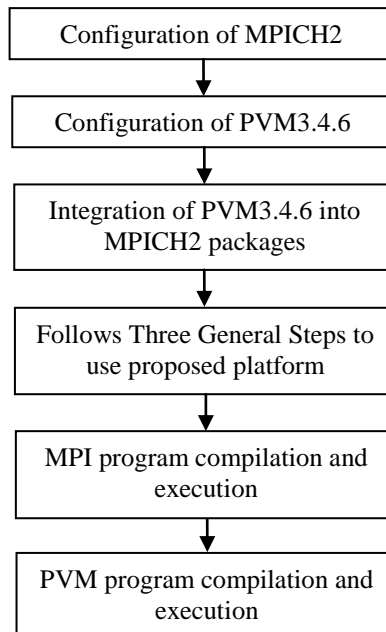 Configuration of MPICH2
Configuration of PVM3.4.6
Integration of PVM3.4.6 into
MPICH2 packages
Follows Three General Steps to
use proposed platform
MPI program compilation and
execution
PVM program compilation and
execution